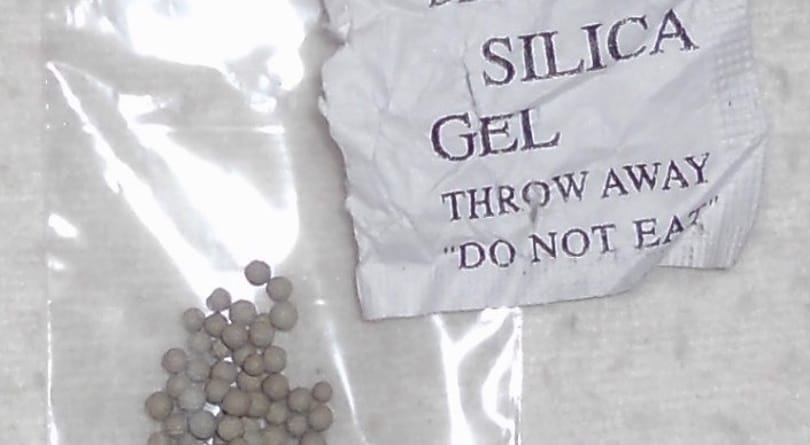 SILICA
GEL
THROW AWAY
"DO NOT EAT"